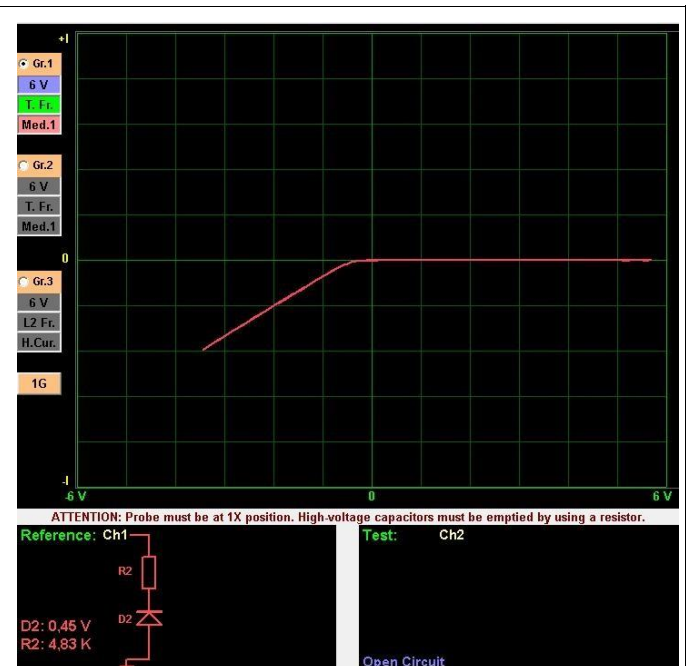 +I
Gr.1
6 V
T. Fr.
Med.1
Gr.2
6 V
T. Fr.
Med.1
0
Gr.3
6 V
L2 Fr.
H.Cur.
1G
-I
-6 V
0
6 V
ATTENTION: Probe must be at 1X position. High-voltage capacitors must be emptied by using a resistor.
Reference: Ch1
R2
D2
D2: 0,45 V
R2: 4,83 K
Test: Ch2
Open Circuit